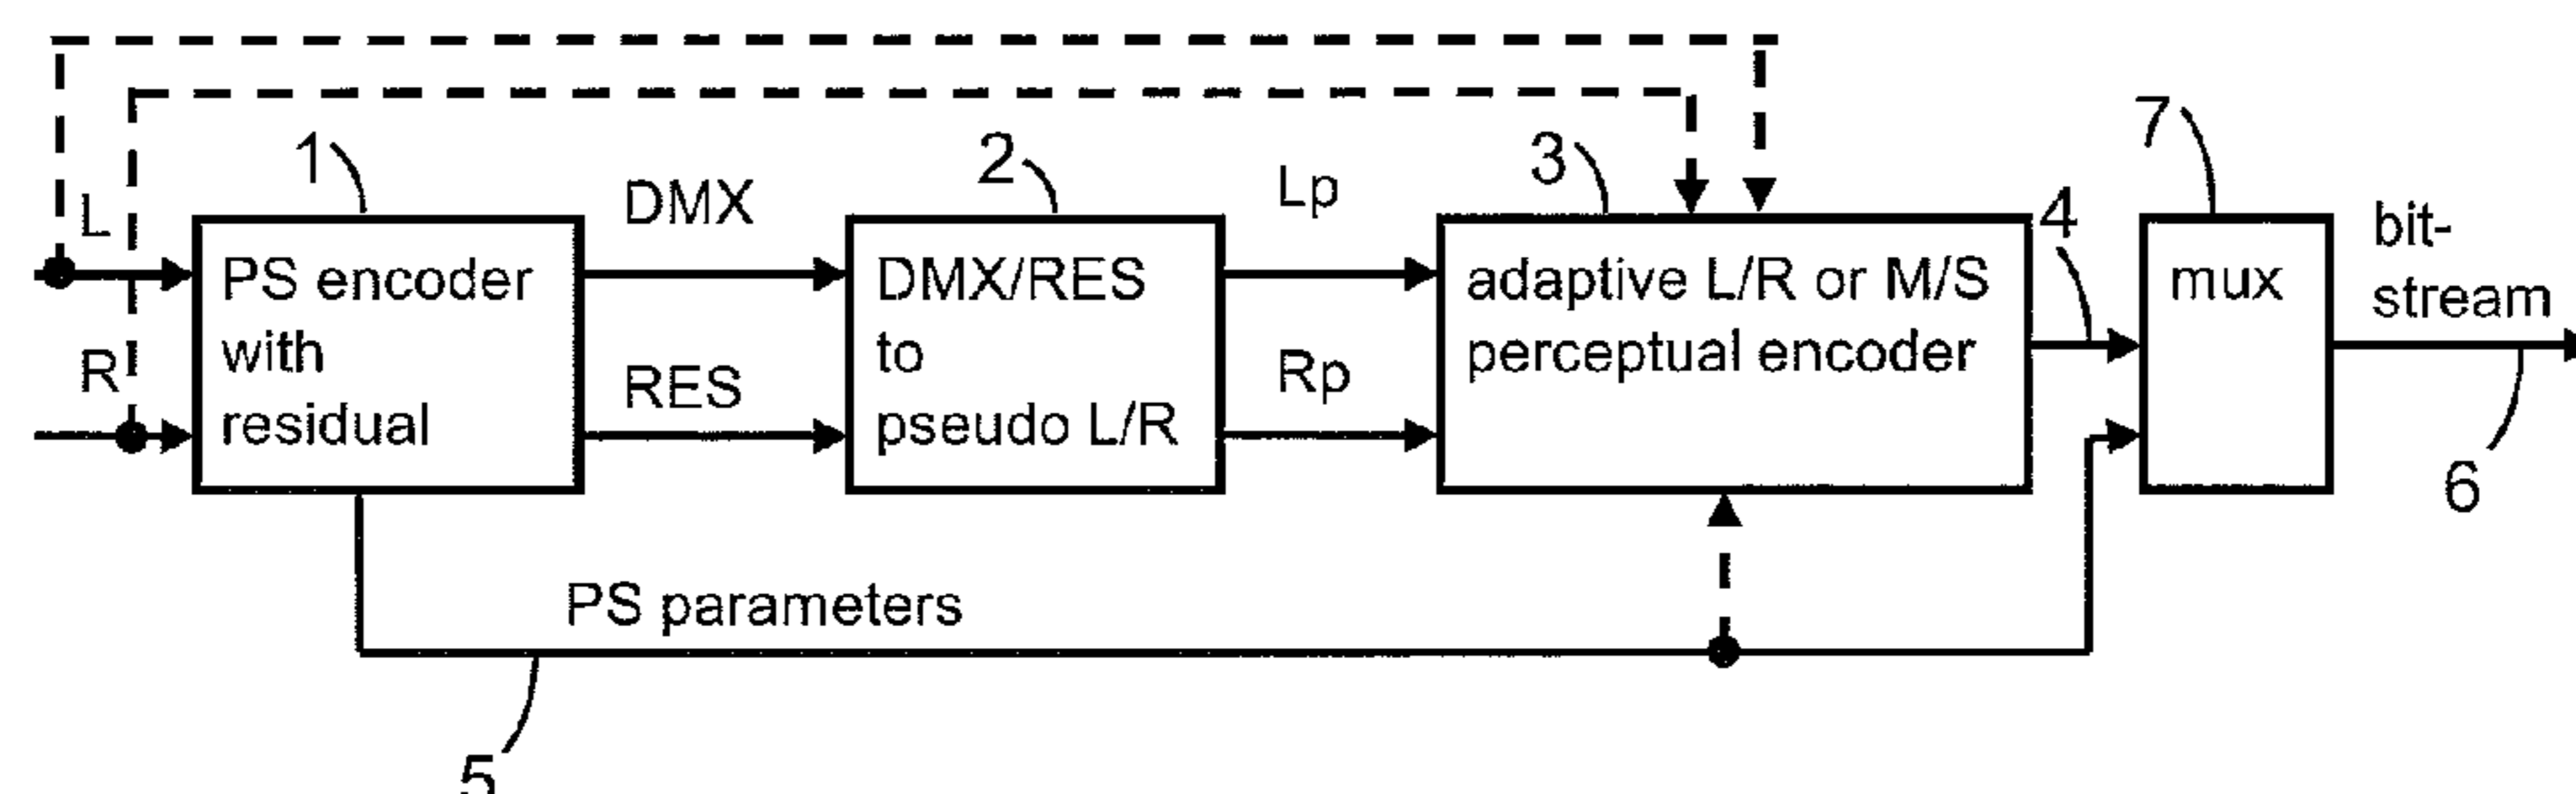 1
2
3
7
4
L
R
PS encoder
with
residual
DMX
RES
DMX/RES
to
pseudo L/R
Lp
Rp
adaptive L/R or M/S
perceptual encoder
mux
bit-
stream
6
PS parameters
5